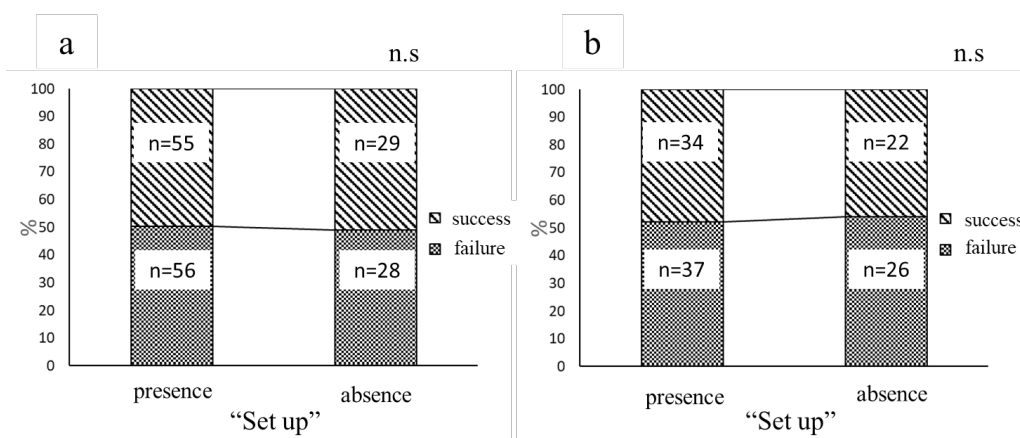 a
n.s
100
90
80
70
60
50
40
30
20
10
0
%
n=55
n=29
n=56
n=28
success
failure
presence
absence
“Set up”
b
n.s
100
90
80
70
60
50
40
30
20
10
0
%
n=34
n=22
n=37
n=26
success
failure
presence
absence
“Set up”